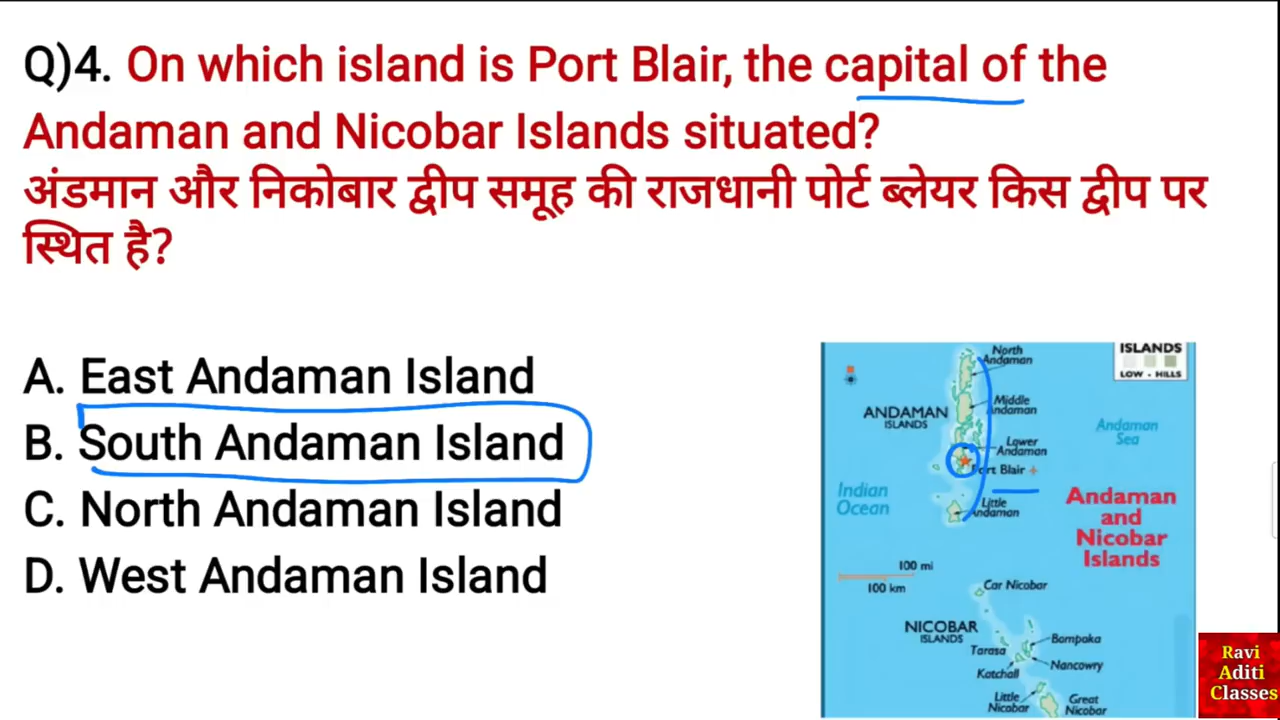 Q)4. On which island is Port Blair, the capital of the
Andaman and Nicobar Islands situated?
अंडमान और निकोबार द्वीप समूह की राजधानी पोर्ट ब्लेयर किस द्वीप पर
स्थित है?
A. East Andaman Island
B. South Andaman Island
C. North Andaman Island
D. West Andaman Island
ISLANDS
LOW - HILLS
North
Andaman
ANDAMAN
ISLANDS
Middle
Andaman
Andaman
Sea
Lower
Andaman
Port Blair
Indian
Ocean
Little
Andaman
Andaman
and
Nicobar
Islands
100 mi
100 km
Car Nicobar
NICOBAR
ISLANDS
Bompoka
Tarasa
Nancowry
Katchall
Little
Nicobar
Great
Nicobar
Ravi
Aditi
Classes